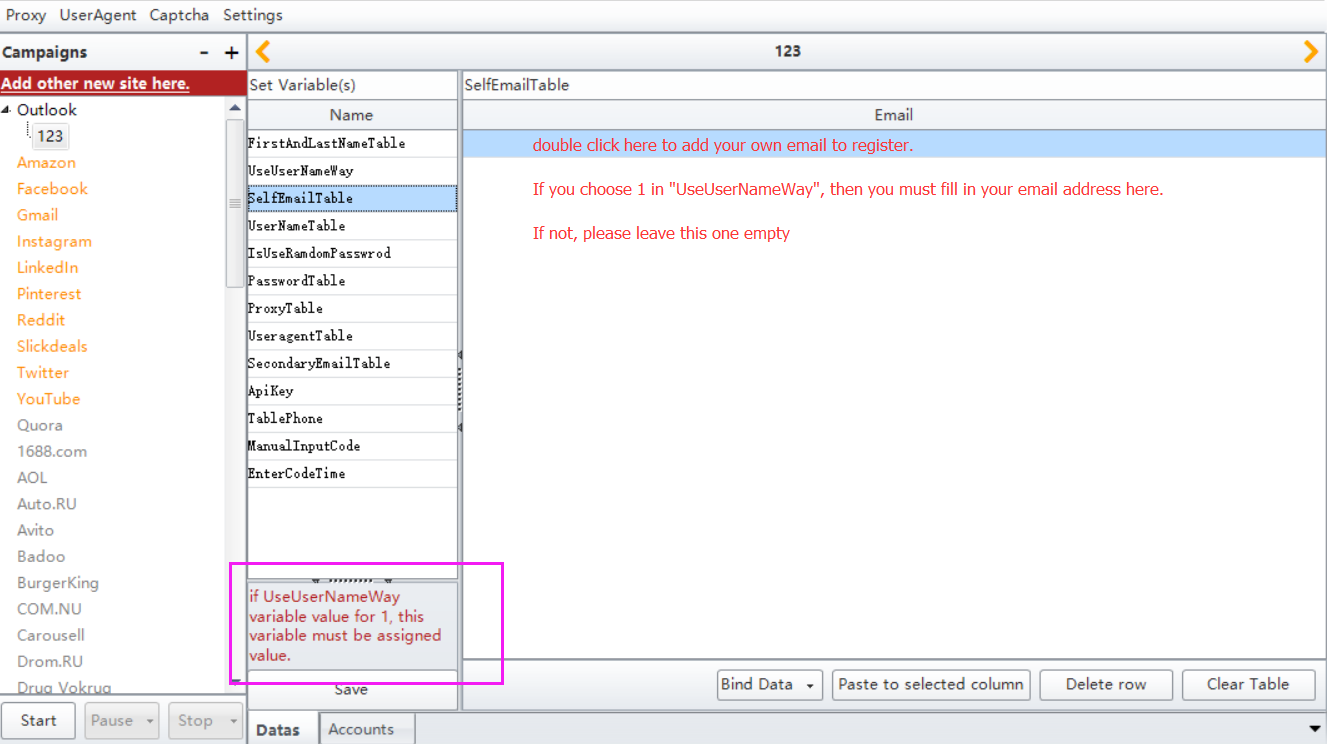 Proxy UserAgent Captcha Settings
Campaigns - +
123
Add other new site here.
Set Variable(s)
SelfEmailTable
Outlook
123
Amazon
Facebook
Gmail
Instagram
LinkedIn
Pinterest
Reddit
Slickdeals
Twitter
YouTube
Quora
1688.com
AOL
Auto.RU
Avito
Badoo
BurgerKing
COM.NU
Carousell
Drom.RU
Drug Vokrug
Name
FirstAndLastNameTable
UseUserNameWay
SelfEmailTable
UserNameTable
IsUseRamdomPasswrod
PasswordTable
ProxyTable
UseragentTable
SecondaryEmailTable
ApiKey
TablePhone
ManualInputCode
EnterCodeTime
if UseUserNameWay
variable value for 1, this
variable must be assigned
value.
Save
Email
double click here to add your own email to register.
If you choose 1 in "UseUserNameWay", then you must fill in your email address here.
If not, please leave this one empty
Bind Data
Paste to selected column
Delete row
Clear Table
Start
Pause
Stop
Datas
Accounts